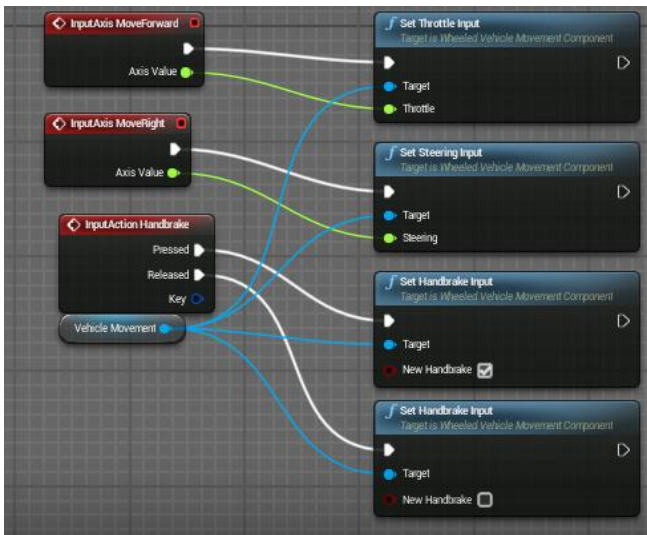 InputAxis MoveForward
Axis Value
InputAxis MoveRight
Axis Value
InputAction Handbrake
Pressed
Released
Key
Vehicle Movement
f Set Throttle Input
Target is Wheeled Vehicle Movement Component
Target
Throttle
f Set Steering Input
Target is Wheeled Vehicle Movement Component
Target
Steering
f Set Handbrake Input
Target is Wheeled Vehicle Movement Component
Target
New Handbrake
f Set Handbrake Input
Target is Wheeled Vehicle Movement Component
Target
New Handbrake